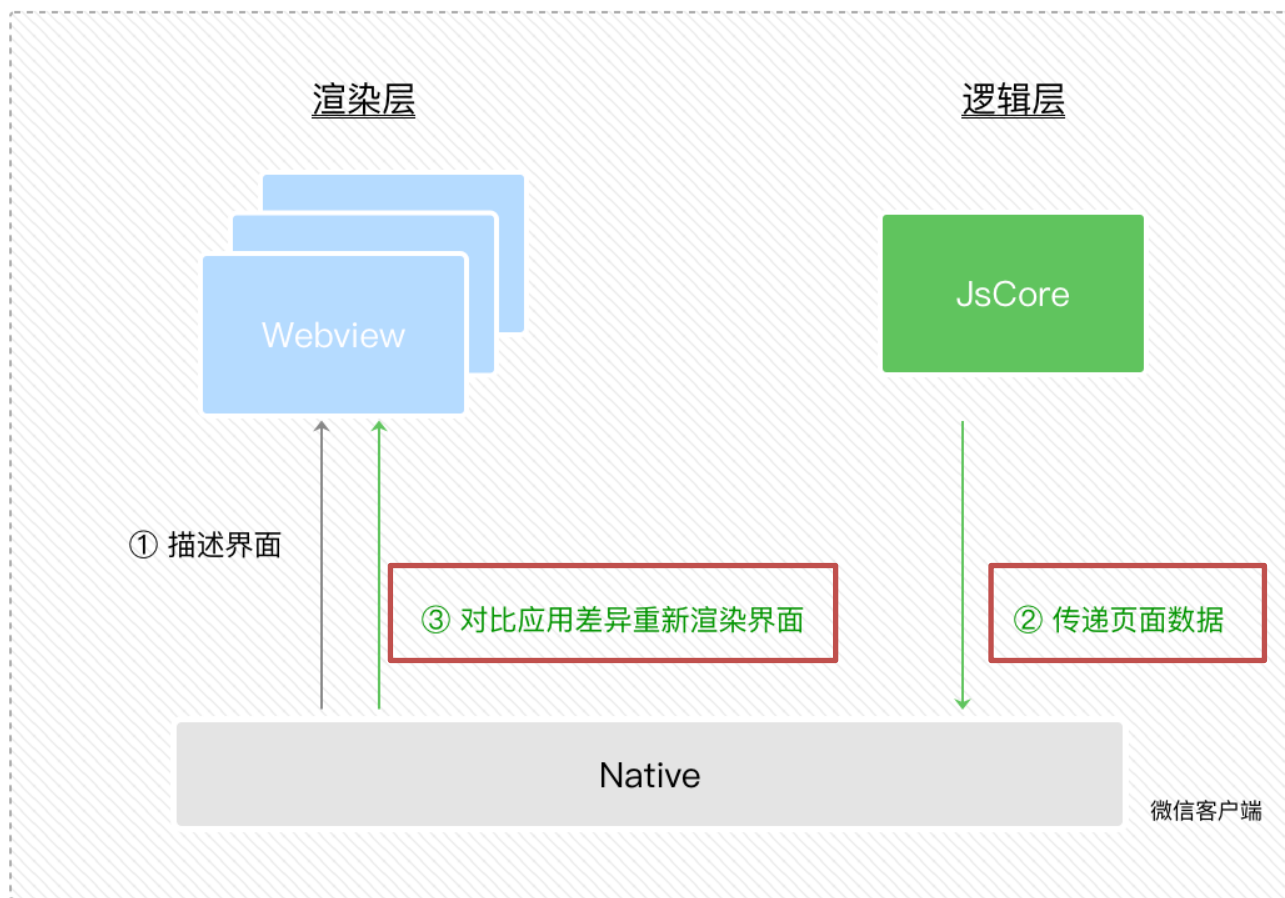 渲染层
逻辑层
Webview
JsCore
① 描述界面
③ 对比应用差异重新渲染界面
② 传递页面数据
Native
微信客户端